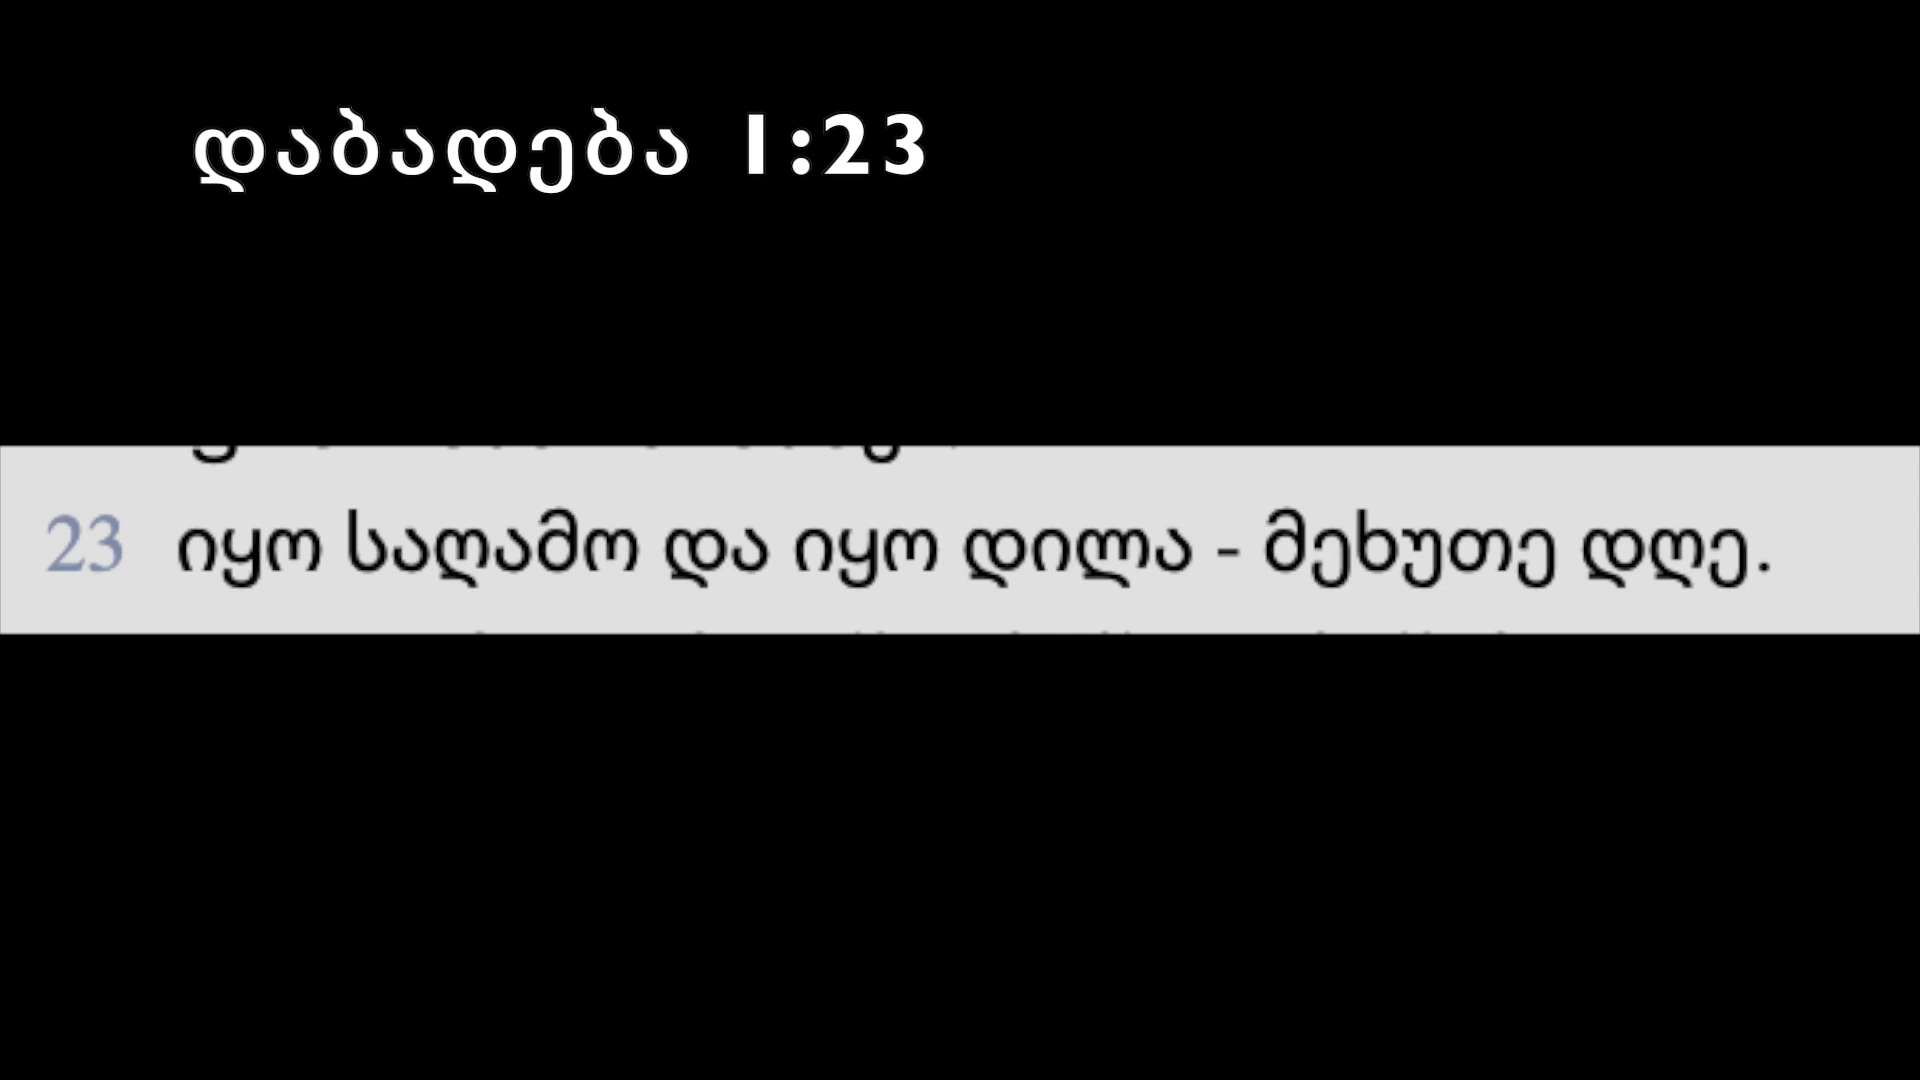 დაბადება 1:23
23 იყო საღამო და იყო დილა - მეხუთე დღე.